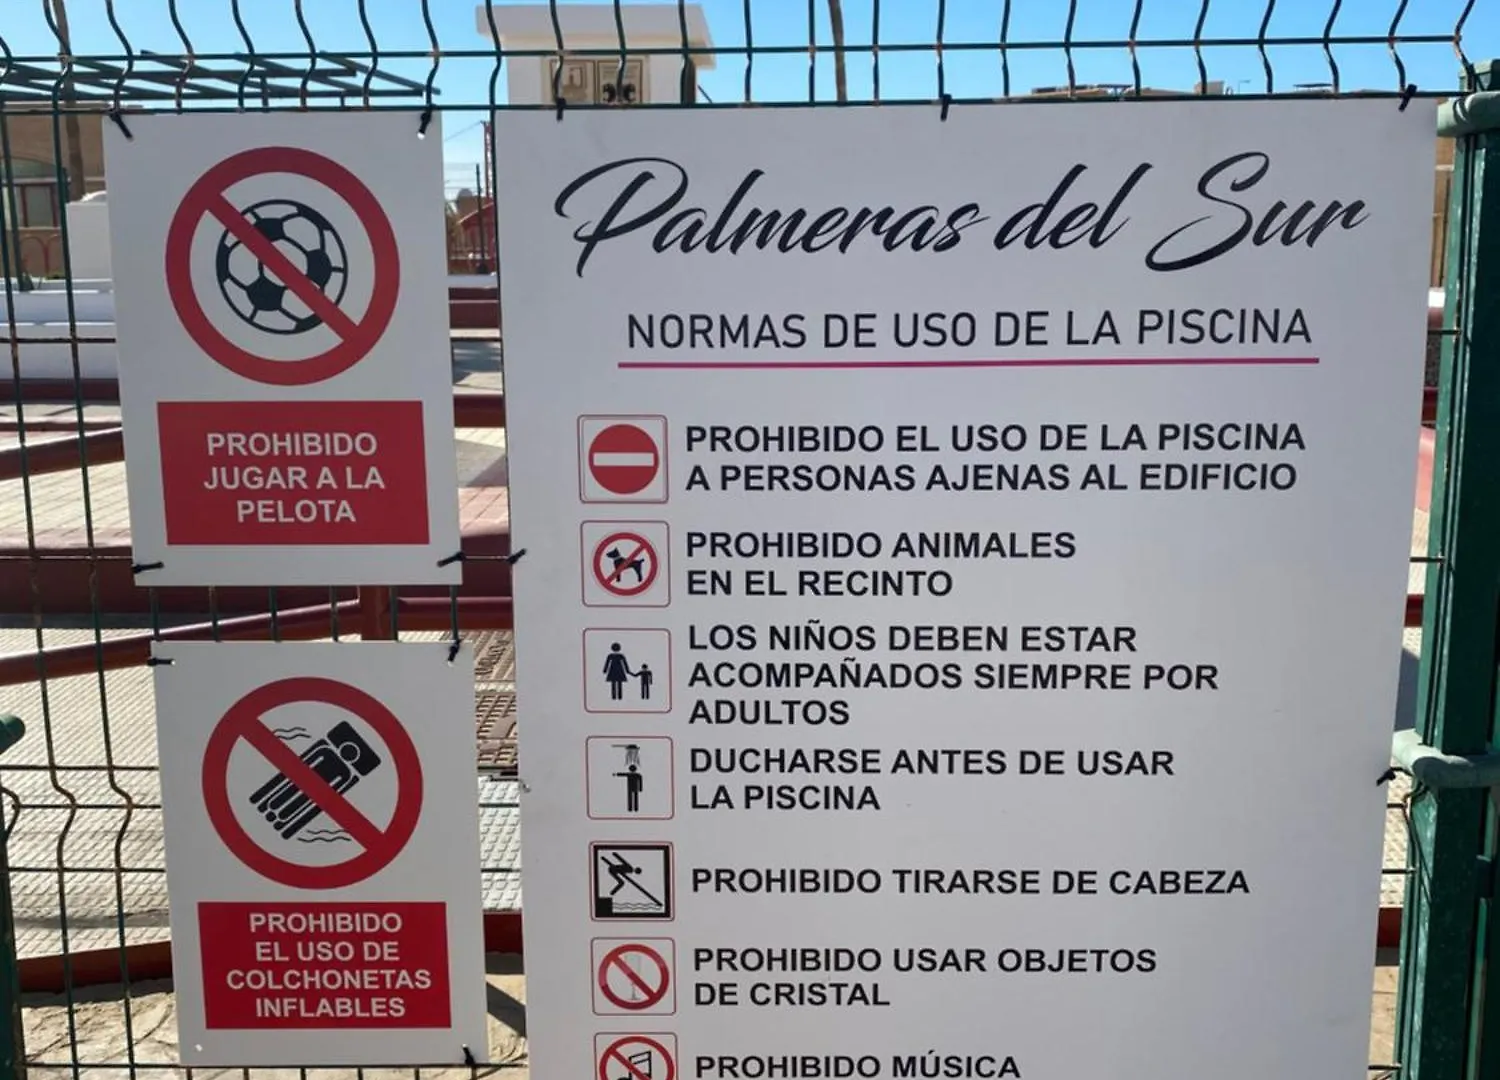 PROHIBIDO
JUGAR A LA
PELOTA
PROHIBIDO
EL USO DE
COLCHONETAS
INFLABLES
Palmeras del Sur
NORMAS DE USO DE LA PISCINA
PROHIBIDO EL USO DE LA PISCINA
A PERSONAS AJENAS AL EDIFICIO
PROHIBIDO ANIMALES
EN EL RECINTO
LOS NIÑOS DEBEN ESTAR
ACOMPAÑADOS SIEMPRE POR
ADULTOS
DUCHARSE ANTES DE USAR
LA PISCINA
PROHIBIDO TIRARSE DE CABEZA
PROHIBIDO USAR OBJETOS
DE CRISTAL
PROHIBIDO MÚSICA